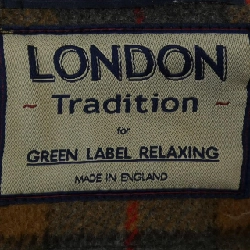 LONDON
~ Tradition ~
for
GREEN LABEL RELAXING
MADE IN ENGLAND